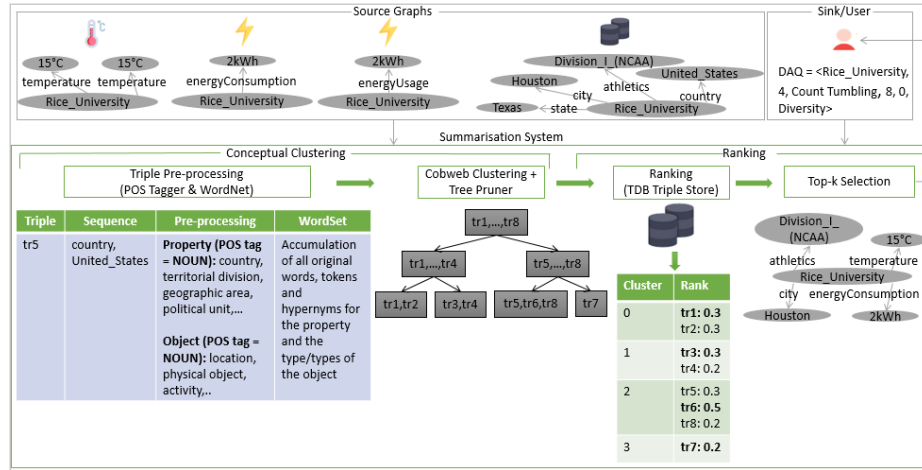 Source Graphs
Sink/User
°C
15°C
15°C
temperature
temperature
Rice_University
2kWh
energyConsumption
Rice_University
2kWh
energyUsage
Rice_University
Division_I_(NCAA)
Houston
United_States
athletics
city
country
Texas
state
Rice_University
DAQ = <Rice_University,
4, Count Tumbling, 8, 0,
Diversity>
Summarisation System
Conceptual Clustering
Ranking
Triple Pre-processing
(POS Tagger & WordNet)
Cobweb Clustering +
Tree Pruner
Ranking
(TDB Triple Store)
Top-k Selection
Triple Sequence Pre-processing WordSet
tr5
country,
United_States
Property (POS tag
= NOUN): country,
territorial division,
geographic area,
political unit,...
Object (POS tag =
NOUN): location,
physical object,
activity,..
Accumulation
of all original
words, tokens
and
hypernyms for
the property
and the
type/types of
the object
tr1,...,tr8
tr1,...,tr4
tr5,...,tr8
tr1,tr2
tr3,tr4
tr5,tr6,tr8
tr7
Cluster Rank
0
tr1: 0.3
tr2: 0.3
1
tr3: 0.3
tr4: 0.2
2
tr5: 0.3
tr6: 0.5
tr8: 0.2
3
tr7: 0.2
Division_I_
(NCAA)
15°C
athletics
temperature
Rice_University
city
energyConsumption
Houston
2kWh